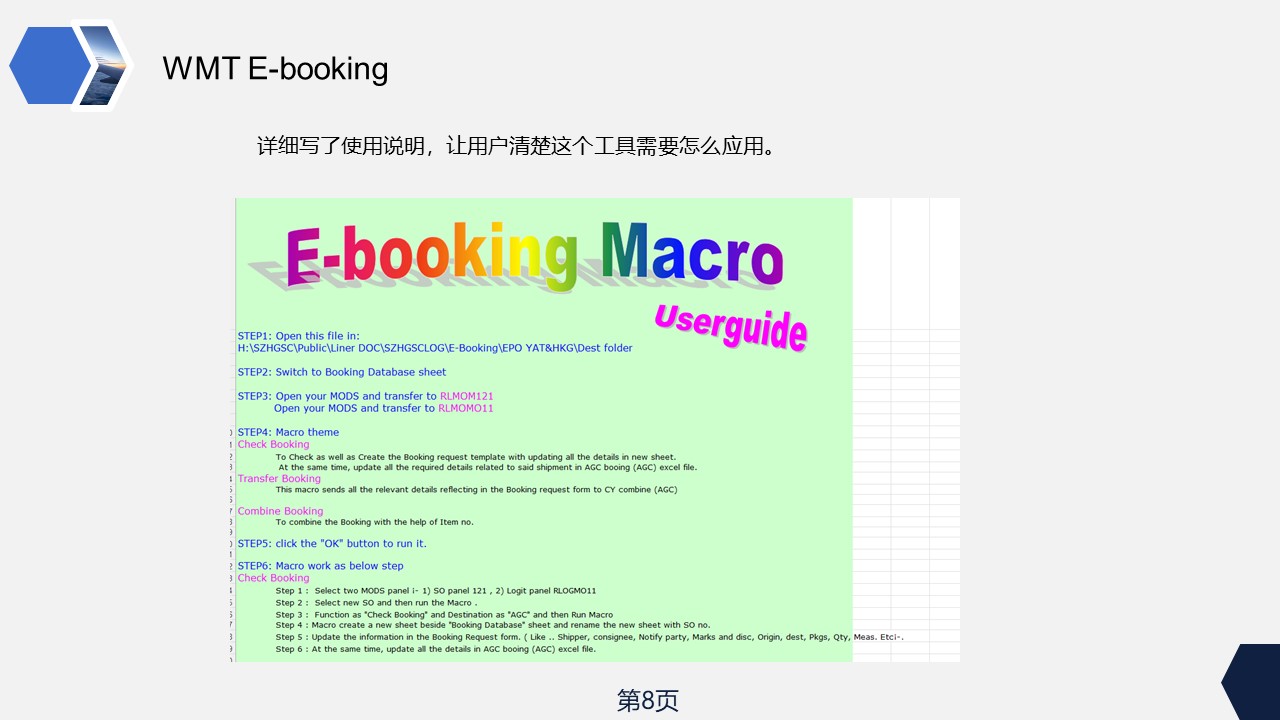 WMT E-booking
详细写了使用说明，让用户清楚这个工具需要怎么应用。
E-booking Macro
Userguide
STEP1: Open this file in:
H:\SZHGSC\Public\Liner DOC\SZHGSCLOG\E-Booking\EPO YAT&HKG\Dest folder
STEP2: Switch to Booking Database sheet
STEP3: Open your MODS and transfer to RLMOM121
Open your MODS and transfer to RLMOMO11
STEP4: Macro theme
Check Booking
To Check as well as Create the Booking request template with updating all the details in new sheet.
At the same time, update all the required details related to said shipment in AGC booing (AGC) excel file.
Transfer Booking
This macro sends all the relevant details reflecting in the Booking request form to CY combine (AGC)
Combine Booking
To combine the Booking with the help of Item no.
STEP5: click the "OK" button to run it.
STEP6: Macro work as below step
Check Booking
Step 1 : Select two MODS panel i- 1) SO panel 121 , 2) Logit panel RLOGMO11
Step 2 : Select new SO and then run the Macro .
Step 3 : Function as "Check Booking" and Destination as "AGC" and then Run Macro
Step 4 : Macro create a new sheet beside "Booking Database" sheet and rename the new sheet with SO no.
Step 5 : Update the information in the Booking Request form. ( Like .. Shipper, consignee, Notify party, Marks and disc, Origin, dest, Pkgs, Qty, Meas. Etci-.
Step 6 : At the same time, update all the details in AGC booing (AGC) excel file.
第8页